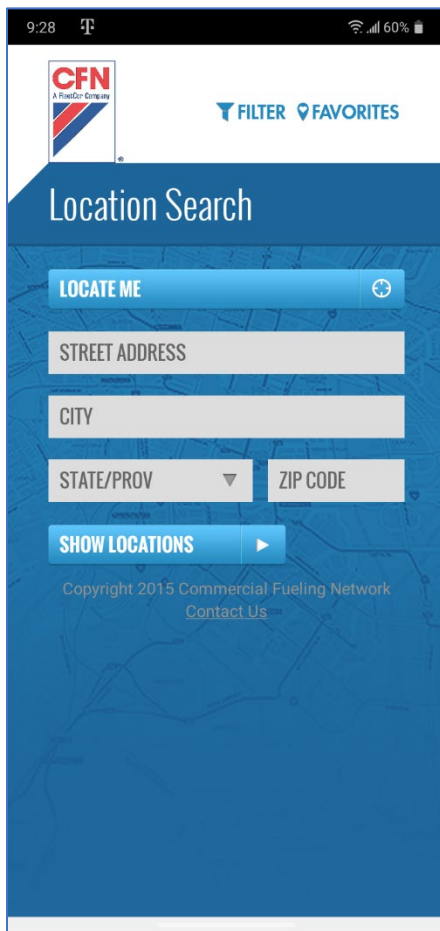 9:28 T 60%
CFN
A FleetCor Company
®
FILTER FAVORITES
Location Search
LOCATE ME
STREET ADDRESS
CITY
STATE/PROV ZIP CODE
SHOW LOCATIONS
Copyright 2015 Commercial Fueling Network
Contact Us